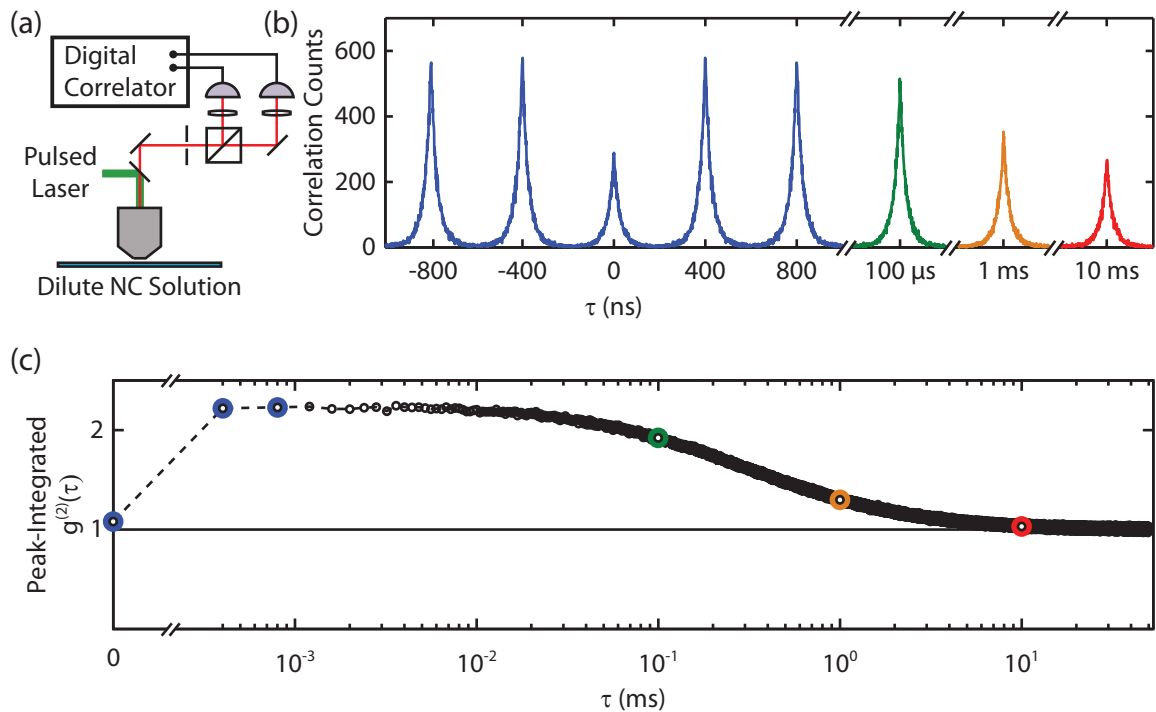 (a)
Digital
Correlator
Pulsed
Laser
Dilute NC Solution
(b)
Correlation Counts
600
400
200
0
-800
-400
0
400
800
100 µs
1 ms
10 ms
τ (ns)
(c)
Peak-Integrated
g⁽²⁾(τ)
2
1
0
10⁻³
10⁻²
10⁻¹
10⁰
10¹
τ (ms)